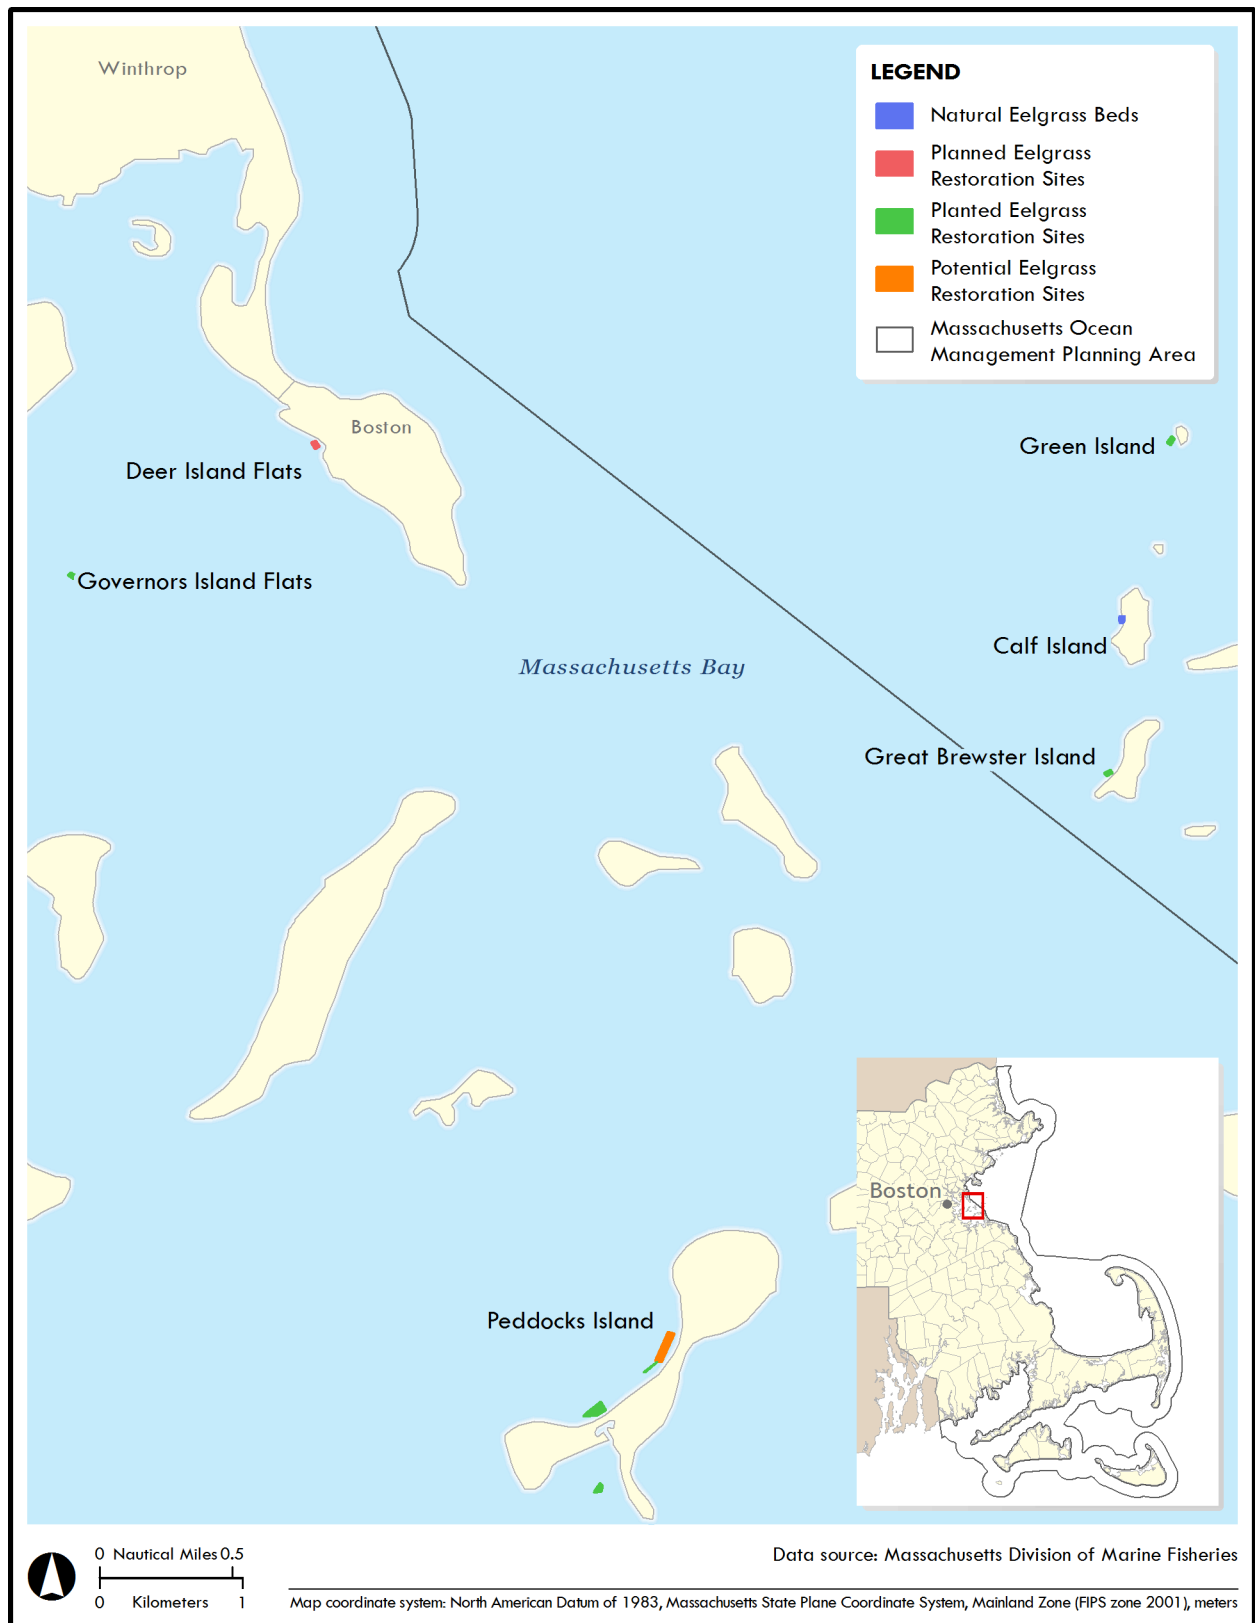 Winthrop
LEGEND
Natural Eelgrass Beds
Planned Eelgrass
Restoration Sites
Planted Eelgrass
Restoration Sites
Potential Eelgrass
Restoration Sites
Massachusetts Ocean
Management Planning Area
Boston
Deer Island Flats
Green Island
Governors Island Flats
Calf Island
Massachusetts Bay
Great Brewster Island
Boston
Peddocks Island
0 Nautical Miles 0.5
0 Kilometers 1
Data source: Massachusetts Division of Marine Fisheries
Map coordinate system: North American Datum of 1983, Massachusetts State Plane Coordinate System, Mainland Zone (FIPS zone 2001), meters